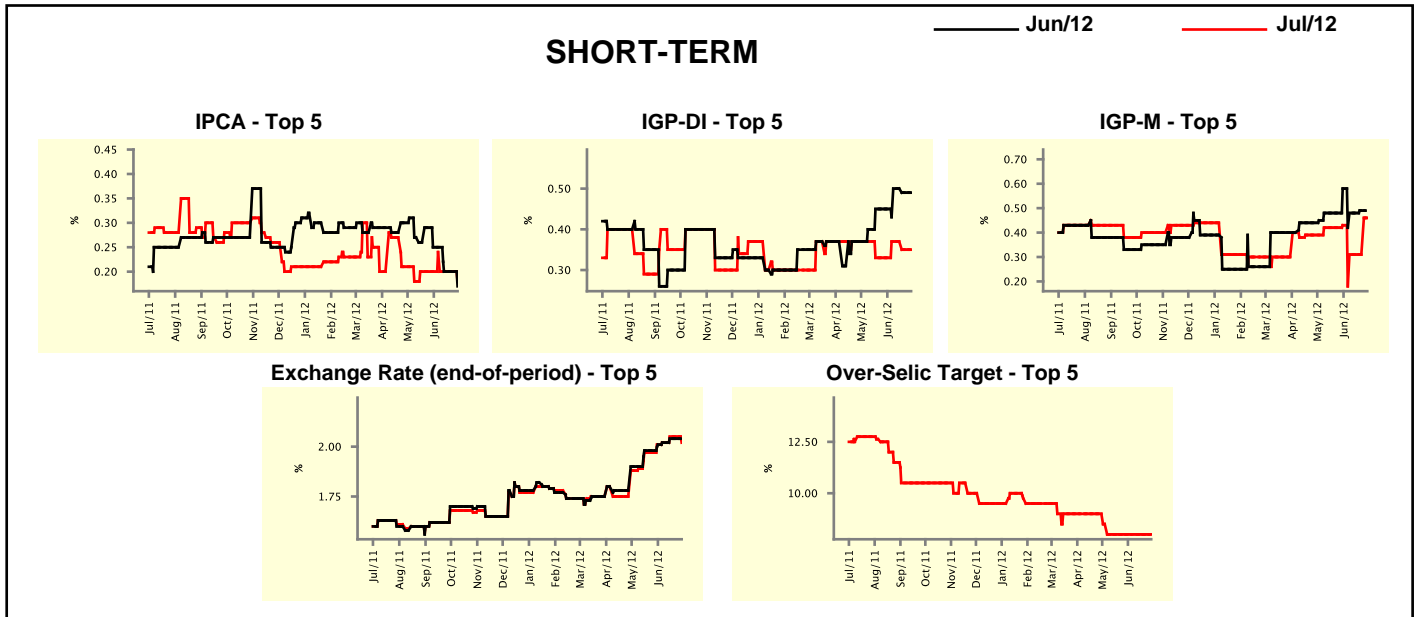 Jun/12
Jul/12
SHORT-TERM
IPCA - Top 5
0.45
0.40
0.35
0.30
0.25
0.20
%
Jul/11
Aug/11
Sep/11
Oct/11
Nov/11
Dec/11
Jan/12
Feb/12
Mar/12
Apr/12
May/12
Jun/12
IGP-DI - Top 5
0.50
0.40
0.30
%
Jul/11
Aug/11
Sep/11
Oct/11
Nov/11
Dec/11
Jan/12
Feb/12
Mar/12
Apr/12
May/12
Jun/12
IGP-M - Top 5
0.70
0.60
0.50
0.40
0.30
0.20
%
Jul/11
Aug/11
Sep/11
Oct/11
Nov/11
Dec/11
Jan/12
Feb/12
Mar/12
Apr/12
May/12
Jun/12
Exchange Rate (end-of-period) - Top 5
2.00
1.75
%
Jul/11
Aug/11
Sep/11
Oct/11
Nov/11
Dec/11
Jan/12
Feb/12
Mar/12
Apr/12
May/12
Jun/12
Over-Selic Target - Top 5
12.50
10.00
%
Jul/11
Aug/11
Sep/11
Oct/11
Nov/11
Dec/11
Jan/12
Feb/12
Mar/12
Apr/12
May/12
Jun/12